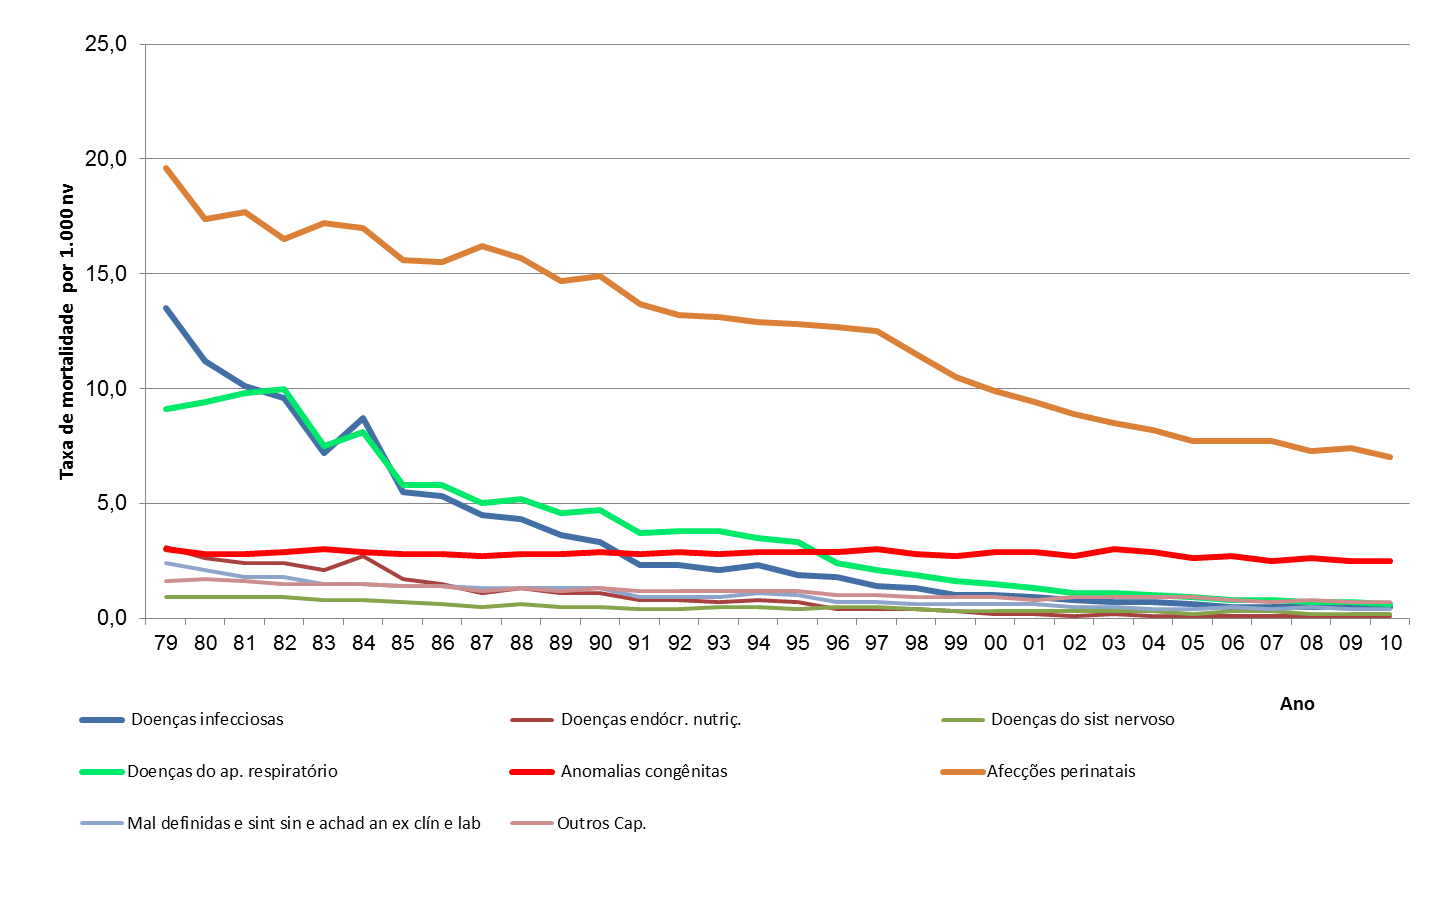 25,0
20,0
15,0
10,0
5,0
0,0
Taxa de mortalidade por 1.000 nv
79 80 81 82 83 84 85 86 87 88 89 90 91 92 93 94 95 96 97 98 99 00 01 02 03 04 05 06 07 08 09 10
Ano
Doenças infecciosas
Doenças endócr. nutriç.
Doenças do sist nervoso
Doenças do ap. respiratório
Anomalias congênitas
Afecções perinatais
Mal definidas e sint sin e achad an ex clín e lab
Outros Cap.